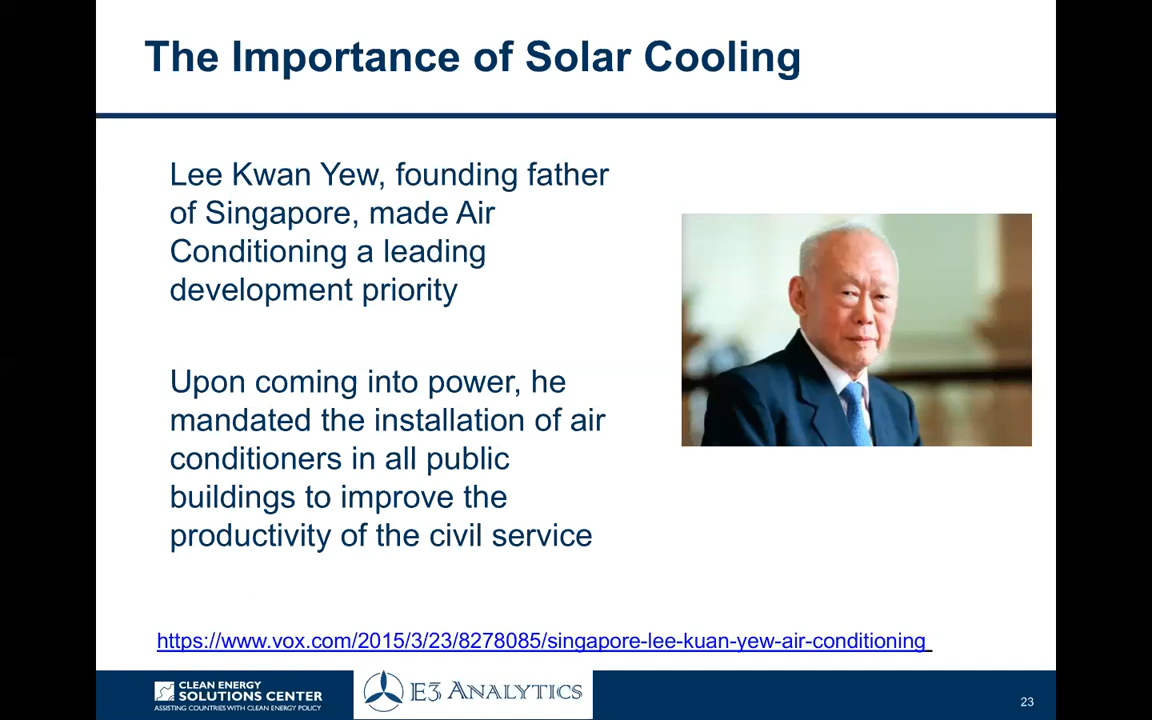 The Importance of Solar Cooling
Lee Kwan Yew, founding father
of Singapore, made Air
Conditioning a leading
development priority
Upon coming into power, he
mandated the installation of air
conditioners in all public
buildings to improve the
productivity of the civil service
https://www.vox.com/2015/3/23/8278085/singapore-lee-kuan-yew-air-conditioning
CLEAN ENERGY
SOLUTIONS CENTER
ASSISTING COUNTRIES WITH CLEAN ENERGY POLICY
E3 ANALYTICS
23